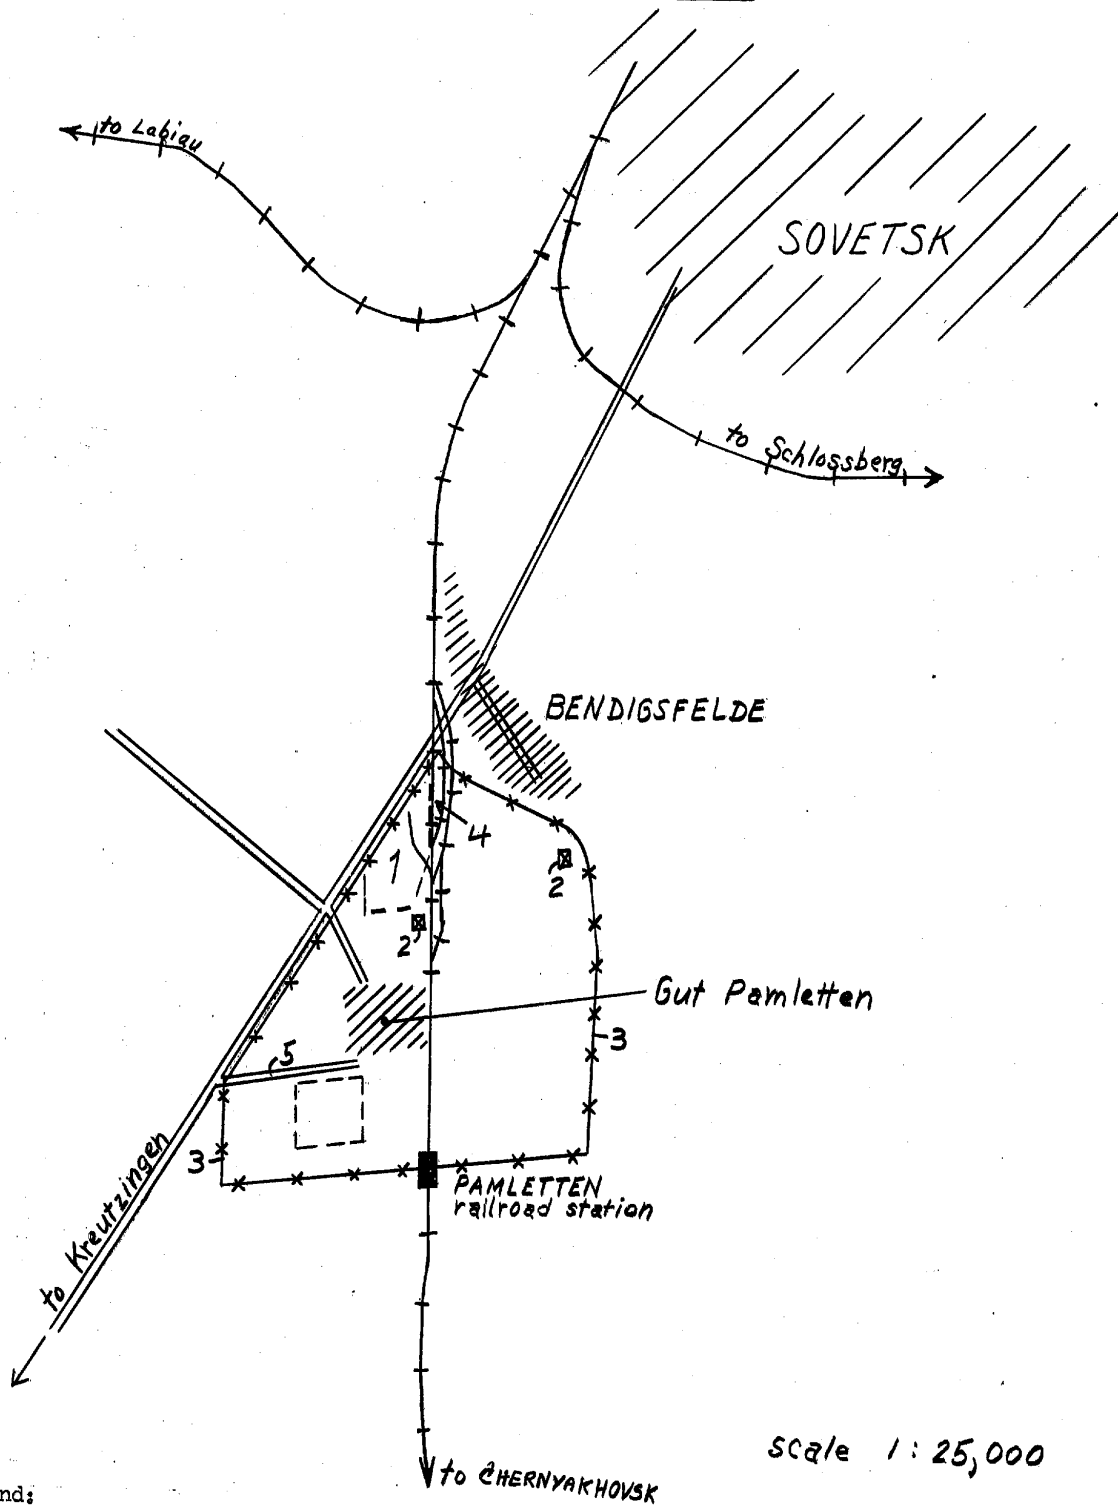 to Labiau
SOVETSK
to Schlossberg
BENDIGSFELDE
4
1
2
2
Gut Pamletten
3
5
3
PAMLETTEN
railroad station
to Kreutzingen
scale 1:25,000
to CHERNYAKHOVSK
nd: